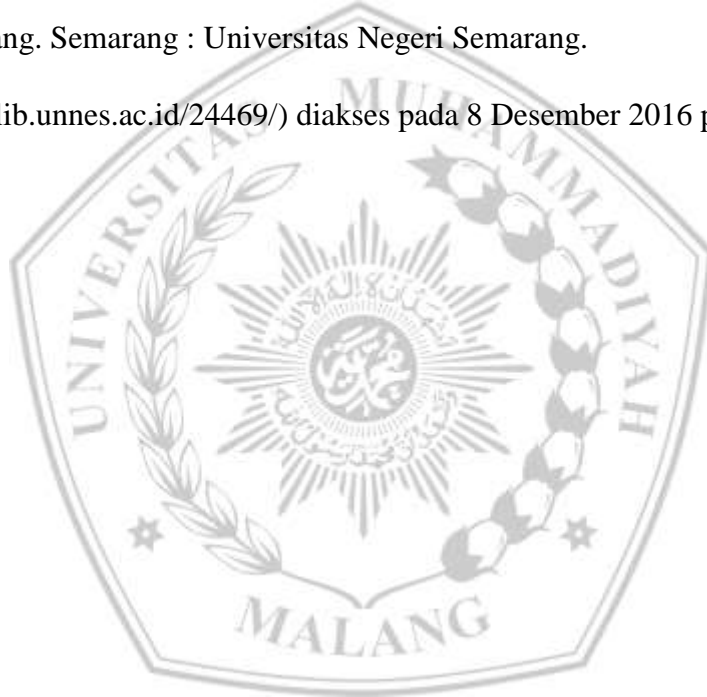 ang. Semarang : Universitas Negeri Semarang.
lib.unnes.ac.id/24469/) diakses pada 8 Desember 2016 p
UNIVERSITAS MUHAMMADIYAH
MALANG